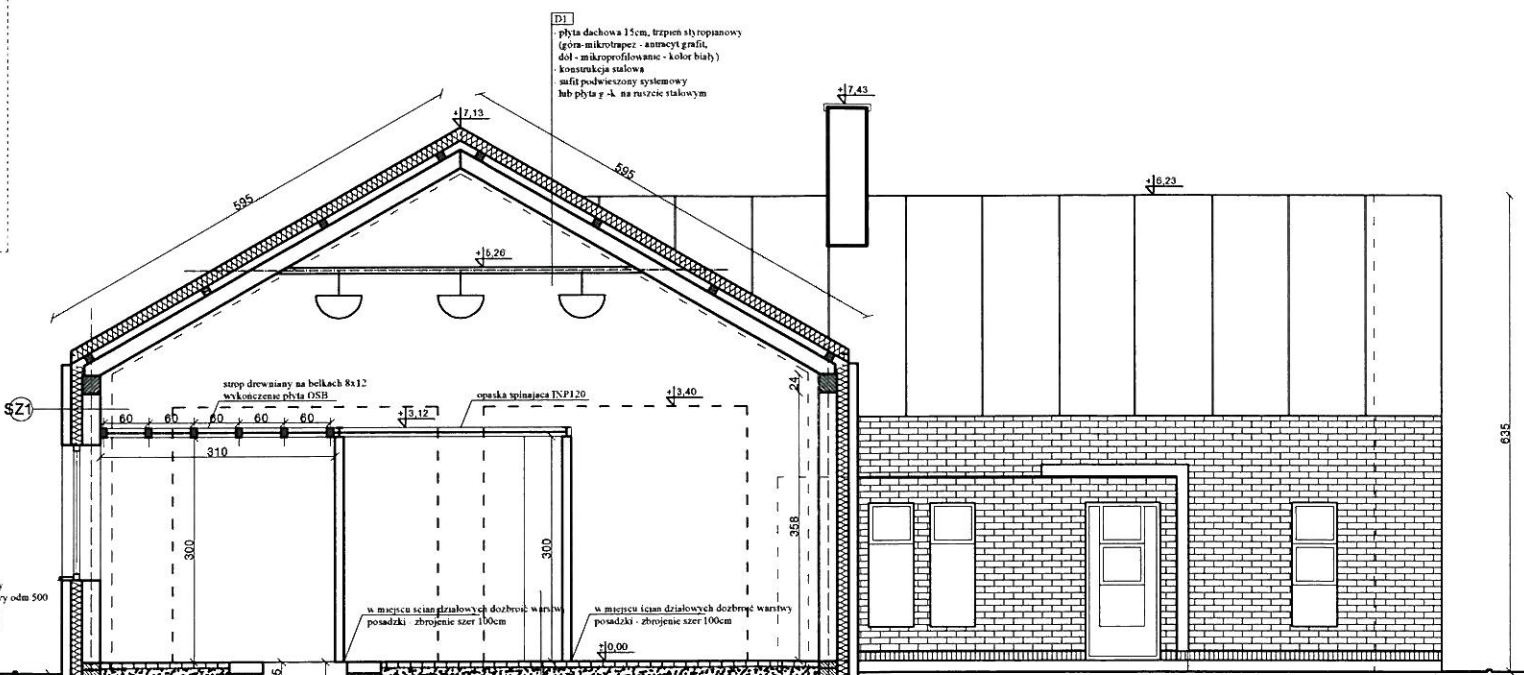 D1
- płyta dachowa 15cm, trzpień styropianowy
(góra-mikrotrapez - antracyt grafit,
dół - mikroprofilowanie - kolor biały)
- konstrukcja stalowa
- sufit podwieszony systemowy
lub płyta g -k na ruszcie stalowym
+7,43
+7,13
595
595
+6,23
+5,26
strop drewniany na belkach 8x12
wykończenie płyta OSB
opaska spinająca INP120
+3,40
24
SZ1
60 60 60 60 60
+3,12
310
635
300
300
358
ry odm 500
w miejscu ścian działowych dozbroić warstwy
posadzki - zbrojenie szer 100cm
w miejscu ścian działowych dozbroić warstwy
posadzki - zbrojenie szer 100cm
±0,00